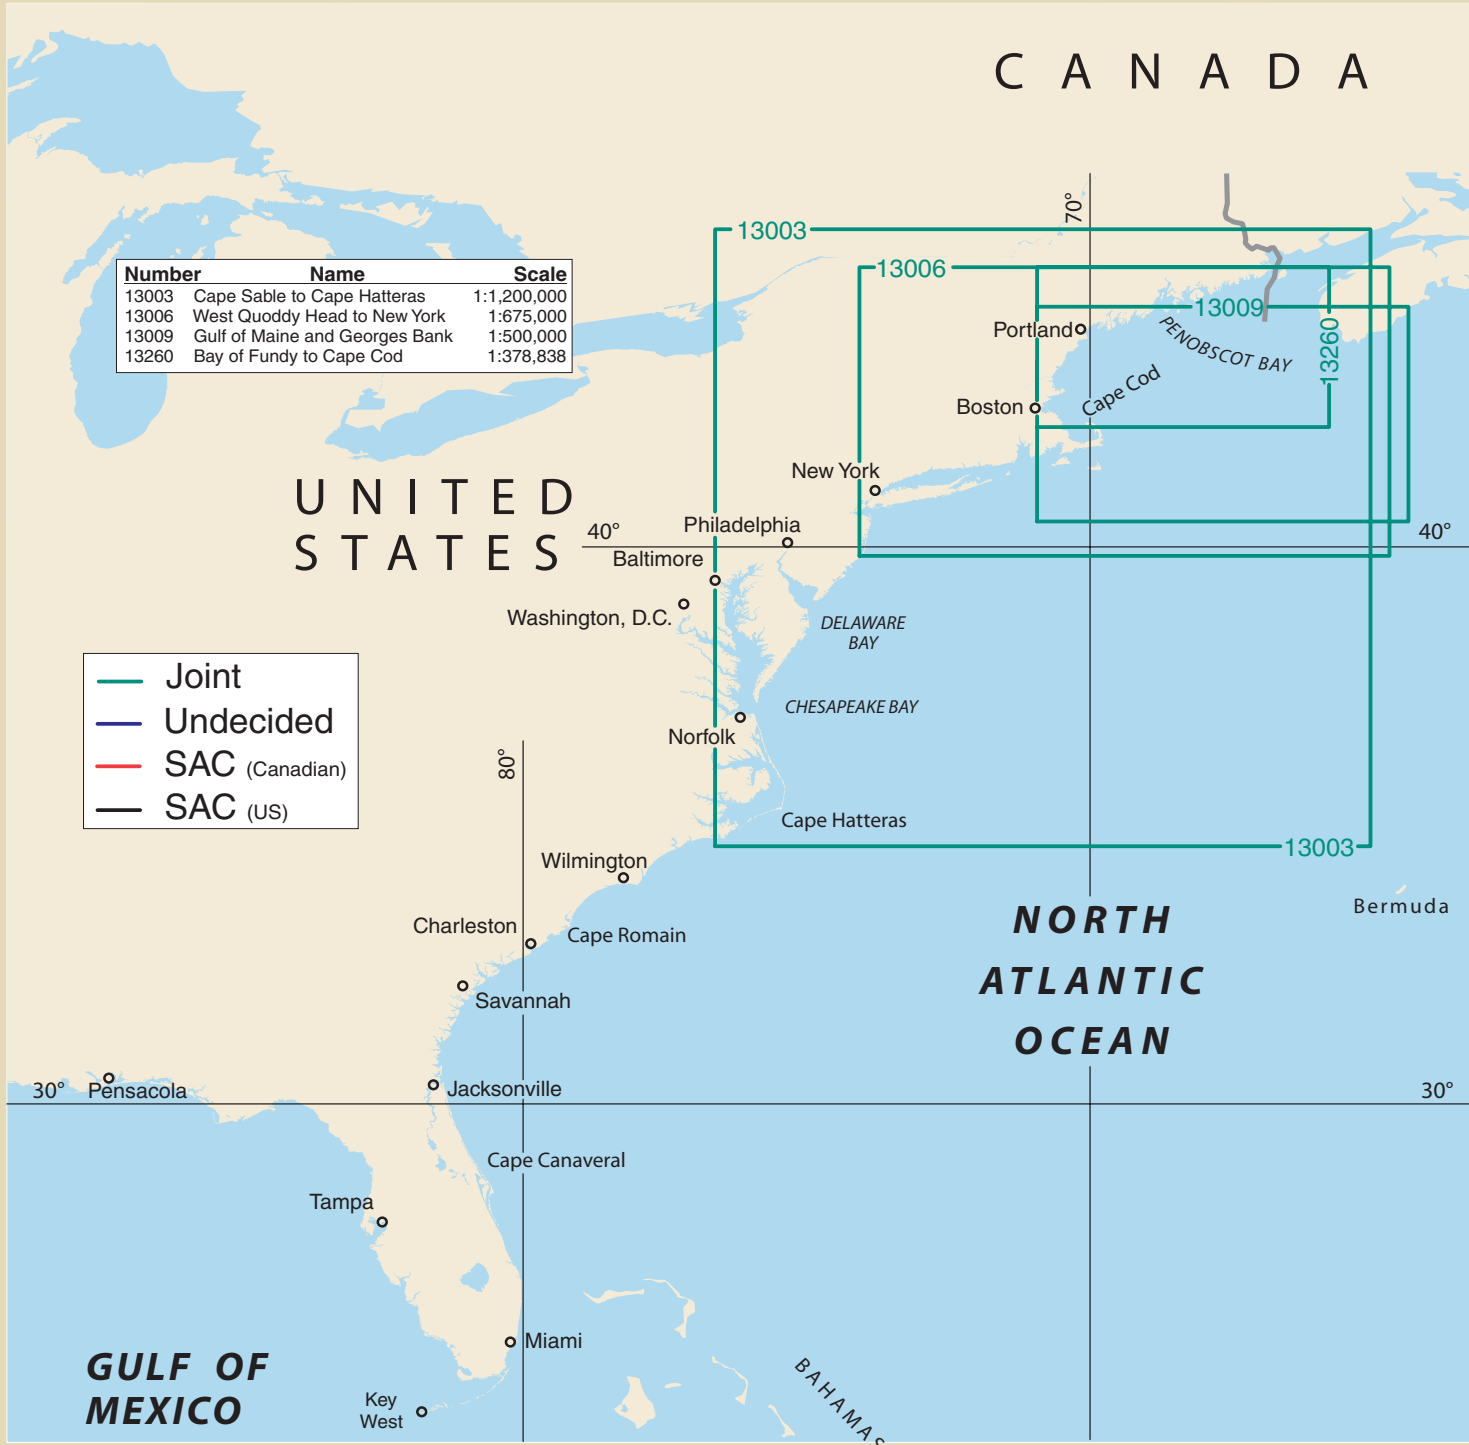 C A N A D A
70°
13003
13006
Number Name Scale
13003 Cape Sable to Cape Hatteras 1:1,200,000
13006 West Quoddy Head to New York 1:675,000
13009 Gulf of Maine and Georges Bank 1:500,000
13260 Bay of Fundy to Cape Cod 1:378,838
13009
Portland
PENOBSCOT BAY
13260
Cape Cod
Boston
New York
UNITED
STATES
Philadelphia
40°
40°
Baltimore
Washington, D.C.
DELAWARE
BAY
Joint
Undecided
SAC (Canadian)
SAC (US)
CHESAPEAKE BAY
Norfolk
80°
Cape Hatteras
13003
Wilmington
Bermuda
NORTH
ATLANTIC
OCEAN
Charleston
Cape Romain
Savannah
30°
Pensacola
Jacksonville
30°
Cape Canaveral
Tampa
Miami
GULF OF
MEXICO
Key
West
BAHAMAS